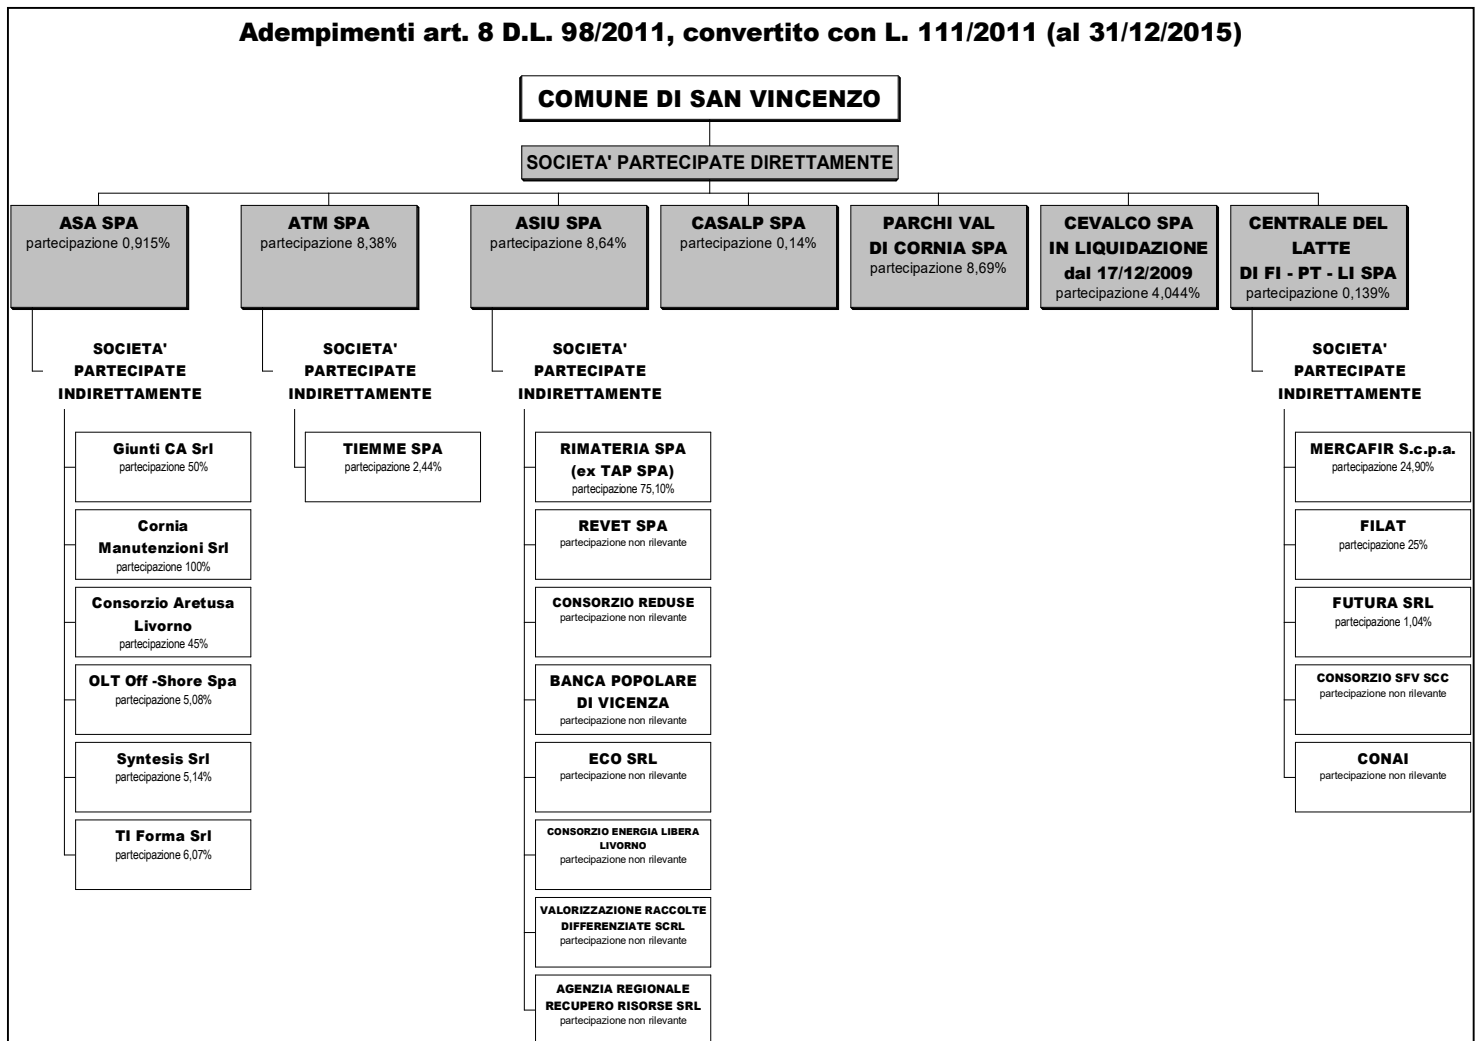 Adempimenti art. 8 D.L. 98/2011, convertito con L. 111/2011 (al 31/12/2015)
COMUNE DI SAN VINCENZO
SOCIETA' PARTECIPATE DIRETTAMENTE
ASA SPA
partecipazione 0,915%
ATM SPA
partecipazione 8,38%
ASIU SPA
partecipazione 8,64%
CASALP SPA
partecipazione 0,14%
PARCHI VAL
DI CORNIA SPA
partecipazione 8,69%
CEVALCO SPA
IN LIQUIDAZIONE
dal 17/12/2009
partecipazione 4,044%
CENTRALE DEL
LATTE
DI FI - PT - LI SPA
partecipazione 0,139%
SOCIETA'
PARTECIPATE
INDIRETTAMENTE
Giunti CA Srl
partecipazione 50%
Cornia
Manutenzioni Srl
partecipazione 100%
Consorzio Aretusa
Livorno
partecipazione 45%
OLT Off -Shore Spa
partecipazione 5,08%
Syntesis Srl
partecipazione 5,14%
TI Forma Srl
partecipazione 6,07%
SOCIETA'
PARTECIPATE
INDIRETTAMENTE
TIEMME SPA
partecipazione 2,44%
SOCIETA'
PARTECIPATE
INDIRETTAMENTE
RIMATERIA SPA
(ex TAP SPA)
partecipazione 75,10%
REVET SPA
partecipazione non rilevante
CONSORZIO REDUSE
partecipazione non rilevante
BANCA POPOLARE
DI VICENZA
partecipazione non rilevante
ECO SRL
partecipazione non rilevante
CONSORZIO ENERGIA LIBERA
LIVORNO
partecipazione non rilevante
VALORIZZAZIONE RACCOLTE
DIFFERENZIATE SCRL
partecipazione non rilevante
AGENZIA REGIONALE
RECUPERO RISORSE SRL
partecipazione non rilevante
SOCIETA'
PARTECIPATE
INDIRETTAMENTE
MERCAFIR S.c.p.a.
partecipazione 24,90%
FILAT
partecipazione 25%
FUTURA SRL
partecipazione 1,04%
CONSORZIO SFV SCC
partecipazione non rilevante
CONAI
partecipazione non rilevante